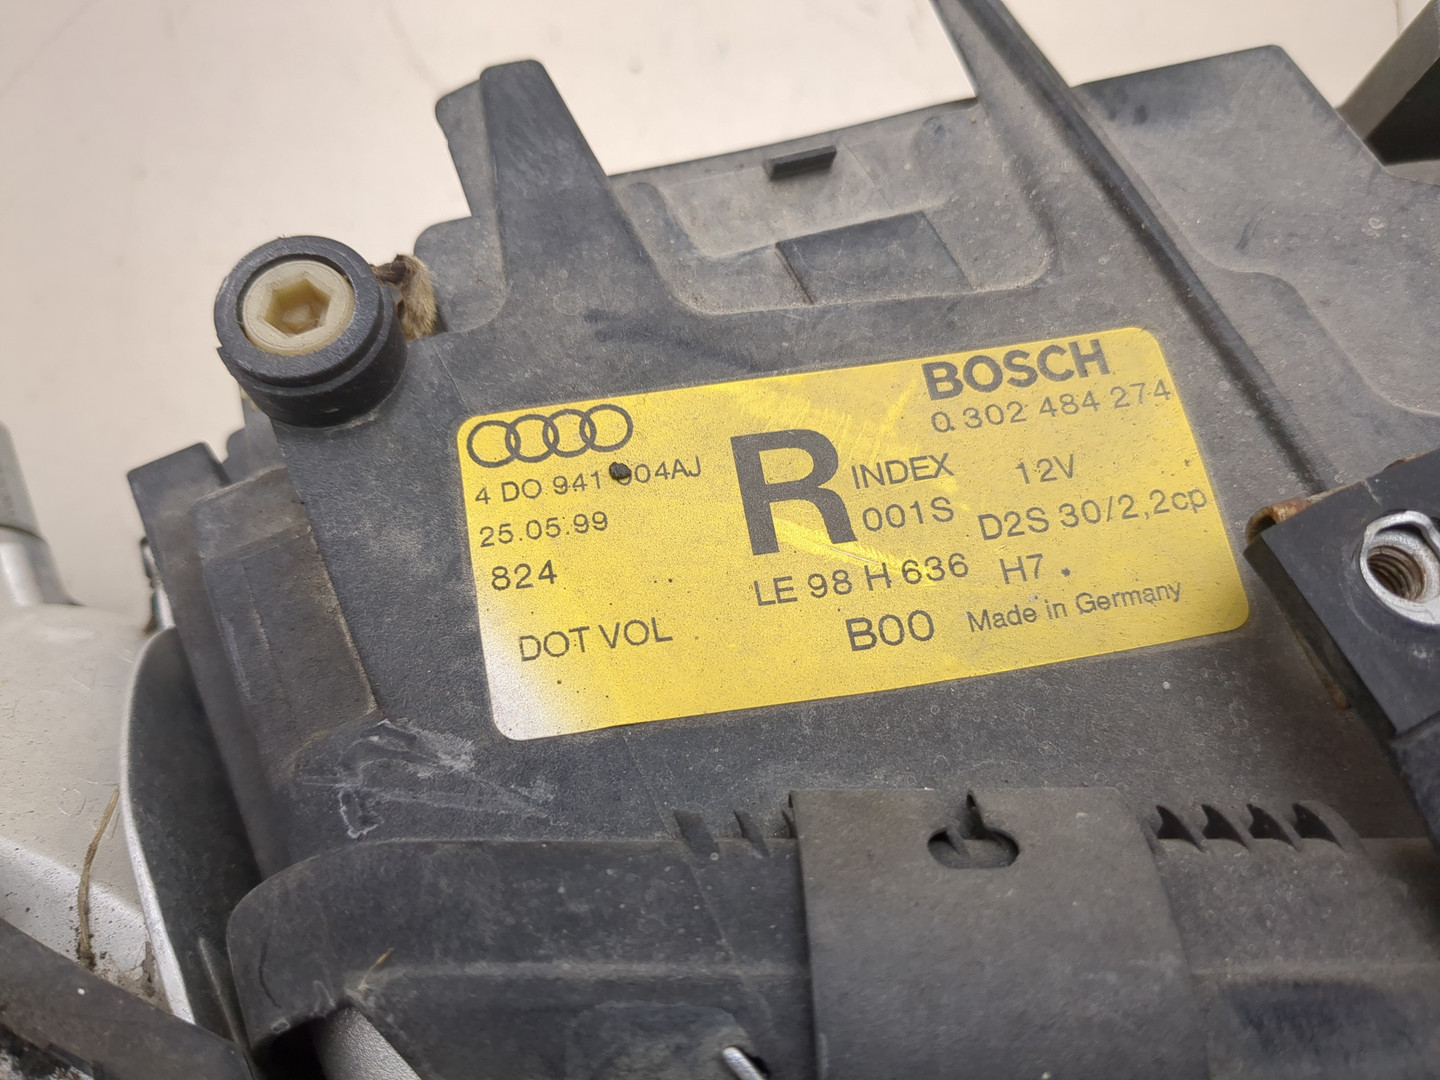 BOSCH
0 302 484 274
4 D0 941 004AJ
25.05.99
824
R
INDEX
001S
12V
D2S 30/2,2cp
LE 98 H 636 H7
DOT VOL
B00 Made in Germany